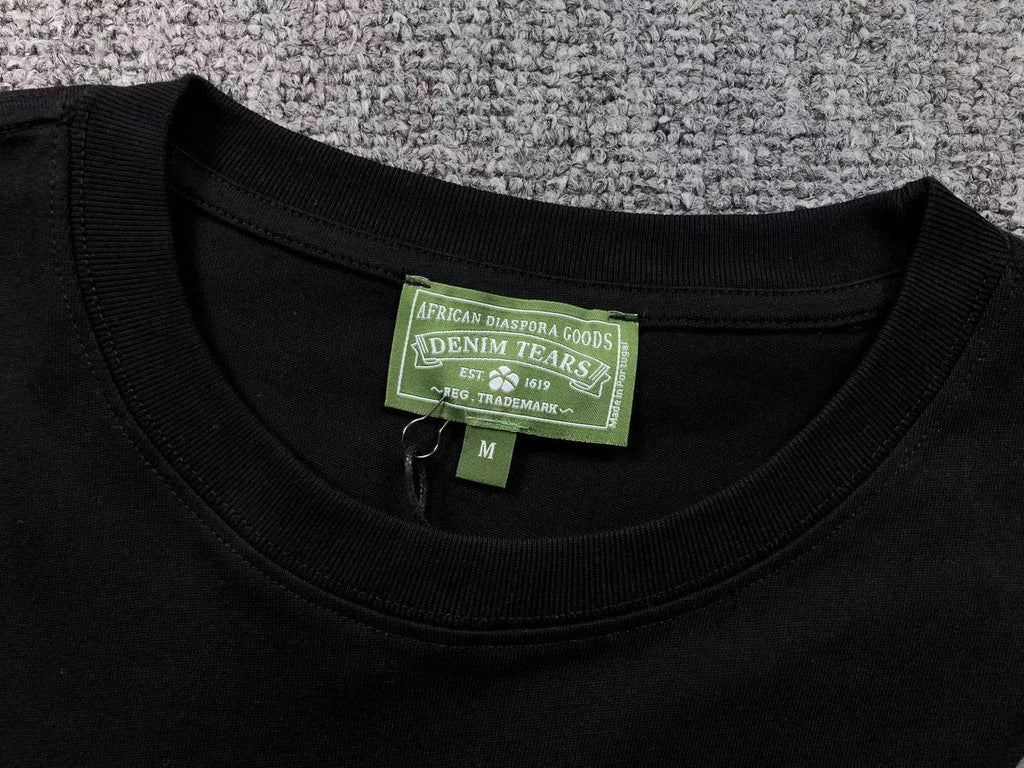 AFRICAN DIASPORA GOODS
DENIM TEARS
EST. 1619
~REG. TRADEMARK~
Made in Portugal
M